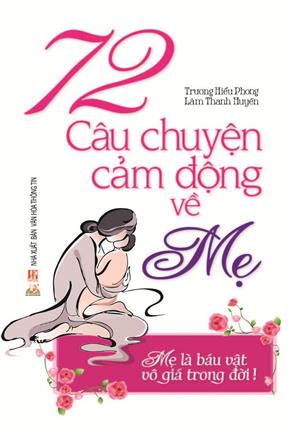 72
Trương Hiểu Phong
Lâm Thanh Huyền
Câu chuyện
cảm động
về
Mẹ
NHÀ XUẤT BẢN VĂN HÓA THÔNG TIN
Mẹ là báu vật
vô giá trong đời!